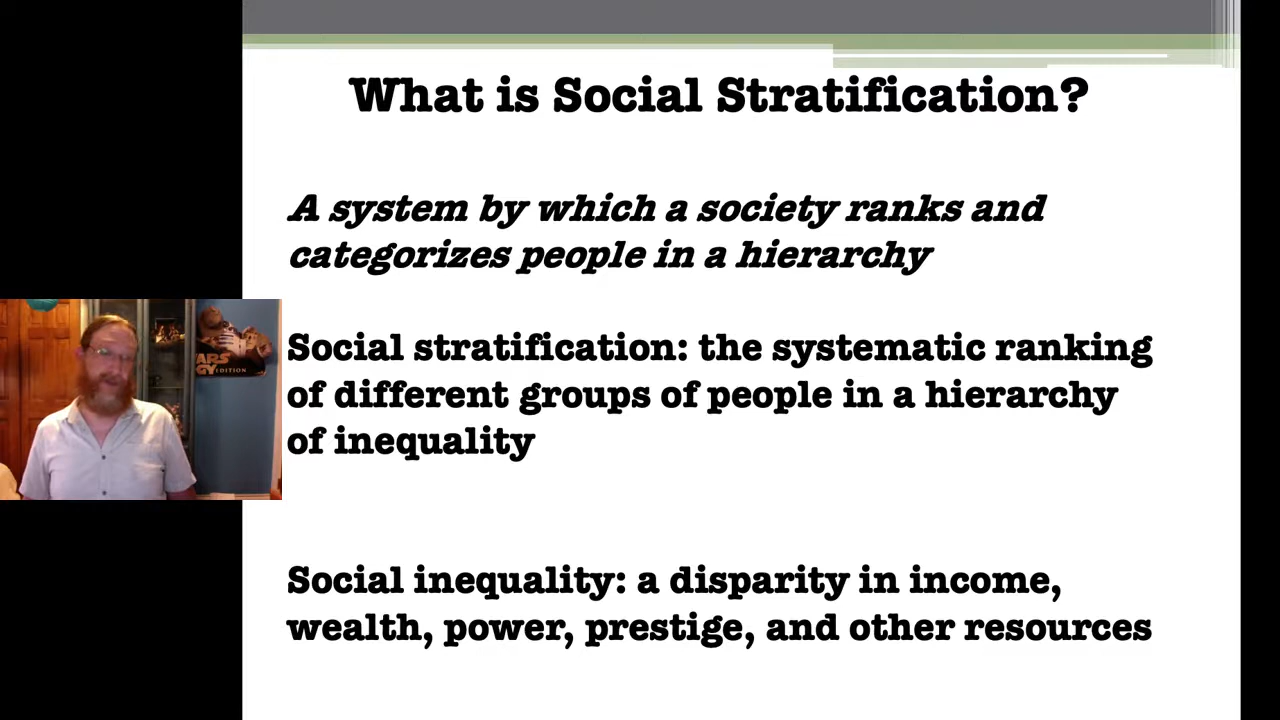 What is Social Stratification?
A system by which a society ranks and
categorizes people in a hierarchy
Social stratification: the systematic ranking
of different groups of people in a hierarchy
of inequality
Social inequality: a disparity in income,
wealth, power, prestige, and other resources
WARS
EDITION